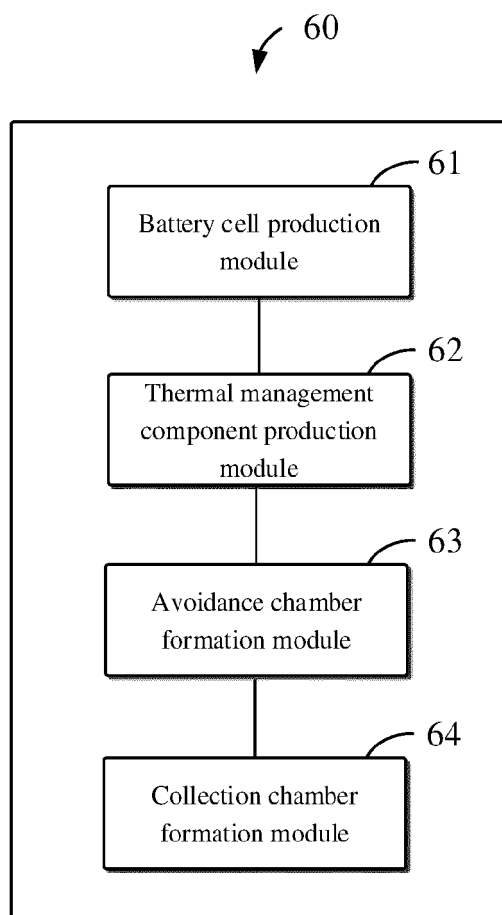 60
61
Battery cell production
module
62
Thermal management
component production
module
63
Avoidance chamber
formation module
64
Collection chamber
formation module